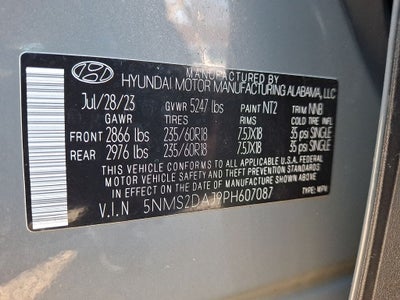 MANUFACTURED BY
HYUNDAI MOTOR MANUFACTURING ALABAMA, LLC
Jul/28/23 GVWR 5247 lbs PAINT NT2 TRIM NNB
GAWR TIRES RIMS COLD TIRE INFL.
FRONT 2866 lbs 235/60R18 7.5JX18 35 psi SINGLE
REAR 2976 lbs 235/60R18 7.5JX18 35 psi SINGLE
THIS VEHICLE CONFORMS TO ALL APPLICABLE U.S.A. FEDERAL
MOTOR VEHICLE SAFETY AND BUMPER STANDARDS
IN EFFECT ON THE DATE OF MANUFACTURE SHOWN ABOVE.
V.I.N 5NMS2DAJ9PH607087 TYPE: MPV